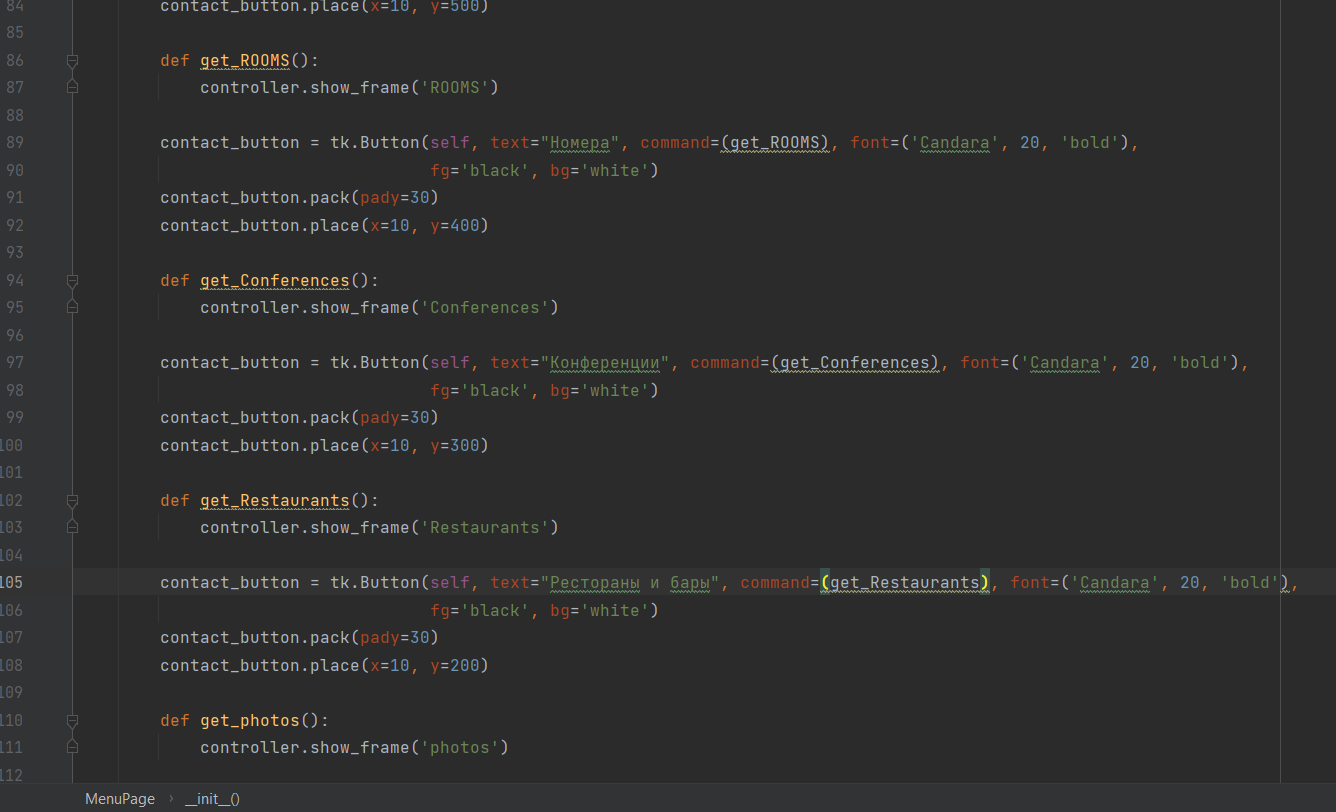 84 contact_button.place(x=10, y=500)
85
86 def get_ROOMS():
87 controller.show_frame('ROOMS')
88
89 contact_button = tk.Button(self, text="Номера", command=(get_ROOMS), font=('Candara', 20, 'bold'),
90 fg='black', bg='white')
91 contact_button.pack(pady=30)
92 contact_button.place(x=10, y=400)
93
94 def get_Conferences():
95 controller.show_frame('Conferences')
96
97 contact_button = tk.Button(self, text="Конференции", command=(get_Conferences), font=('Candara', 20, 'bold'),
98 fg='black', bg='white')
99 contact_button.pack(pady=30)
100 contact_button.place(x=10, y=300)
101
102 def get_Restaurants():
103 controller.show_frame('Restaurants')
104
105 contact_button = tk.Button(self, text="Рестораны и бары", command=(get_Restaurants), font=('Candara', 20, 'bold'),
106 fg='black', bg='white')
107 contact_button.pack(pady=30)
108 contact_button.place(x=10, y=200)
109
110 def get_photos():
111 controller.show_frame('photos')
112
MenuPage › __init__()